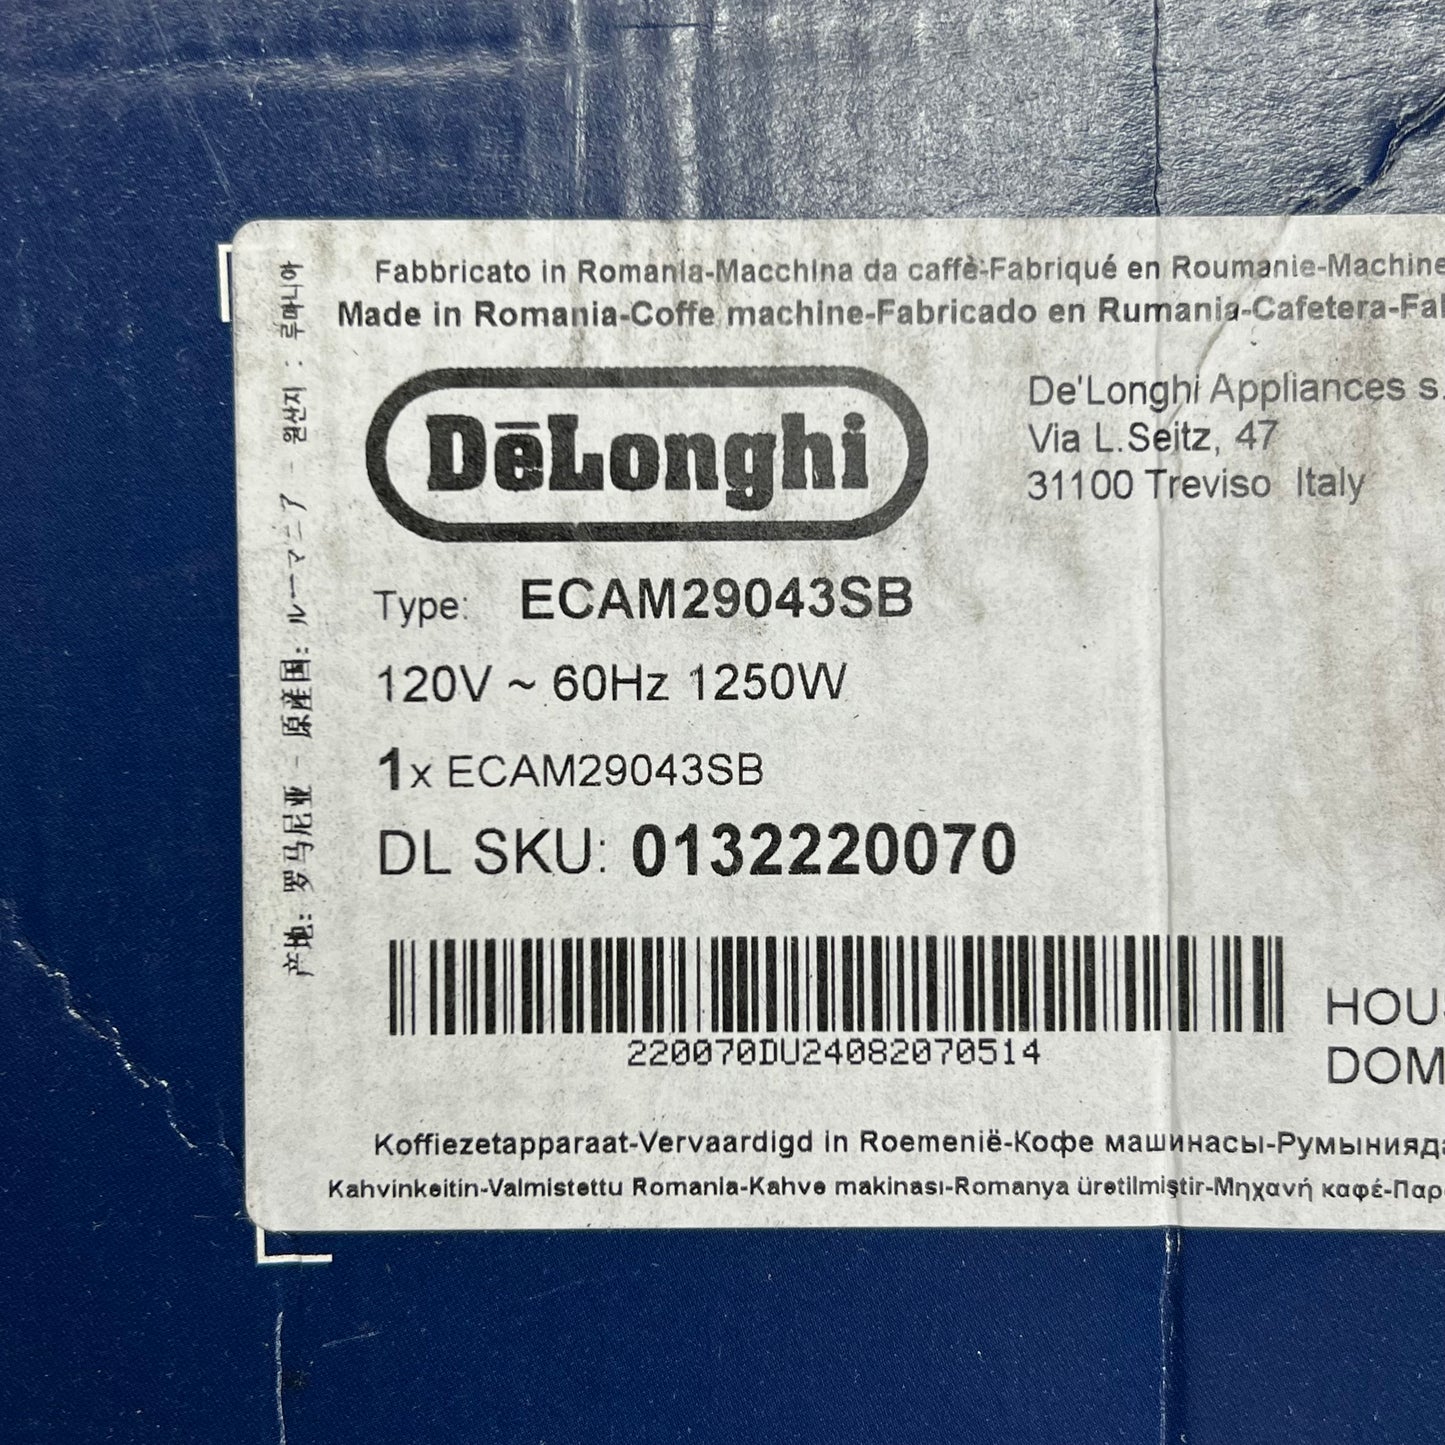 Fabbricato in Romania-Macchina da caffè-Fabriqué en Roumanie-Machine
Made in Romania-Coffe machine-Fabricado en Rumania-Cafetera-Fab
DēLonghi
De'Longhi Appliances s.
Via L.Seitz, 47
31100 Treviso Italy
Type: ECAM29043SB
120V ~ 60Hz 1250W
1x ECAM29043SB
DL SKU: 0132220070
220070DU24082070514
HOU
DOM
Koffiezetapparaat-Vervaardigd in Roemenië-Кофе машинасы-Румынияда
Kahvinkeitin-Valmistettu Romania-Kahve makinası-Romanya üretilmiştir-Μηχανή καφέ-Παρ
产地: 罗马尼亚 - 原産国: ルーマニア - 원산지 : 루마니아